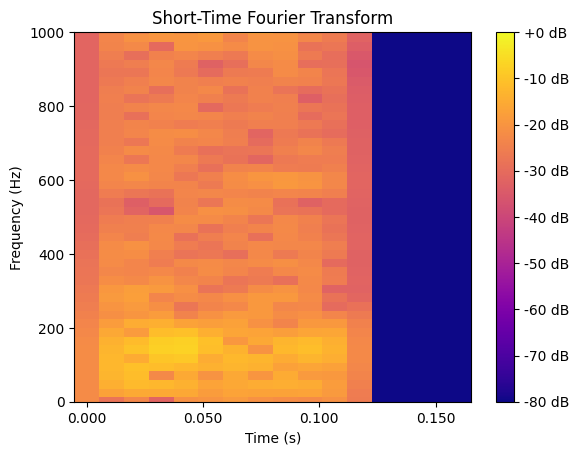 Short-Time Fourier Transform
Frequency (Hz)
1000
800
600
400
200
0
0.000
0.050
0.100
0.150
Time (s)
+0 dB
-10 dB
-20 dB
-30 dB
-40 dB
-50 dB
-60 dB
-70 dB
-80 dB